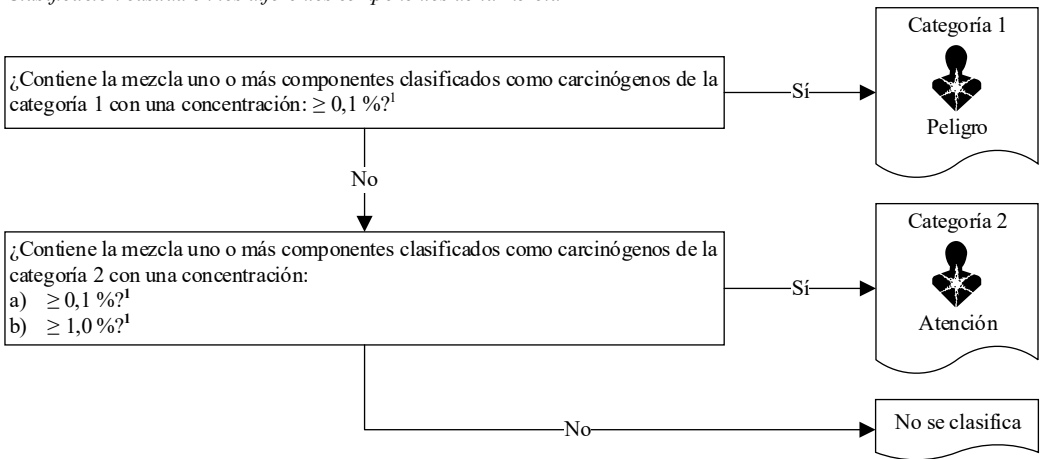 ¿Contiene la mezcla uno o más componentes clasificados como carcinógenos de la
categoría 1 con una concentración: ≥ 0,1 %?¹
Sí
Categoría 1
Peligro
No
¿Contiene la mezcla uno o más componentes clasificados como carcinógenos de la
categoría 2 con una concentración:
a) ≥ 0,1 %?¹
b) ≥ 1,0 %?¹
Sí
Categoría 2
Atención
No
No se clasifica